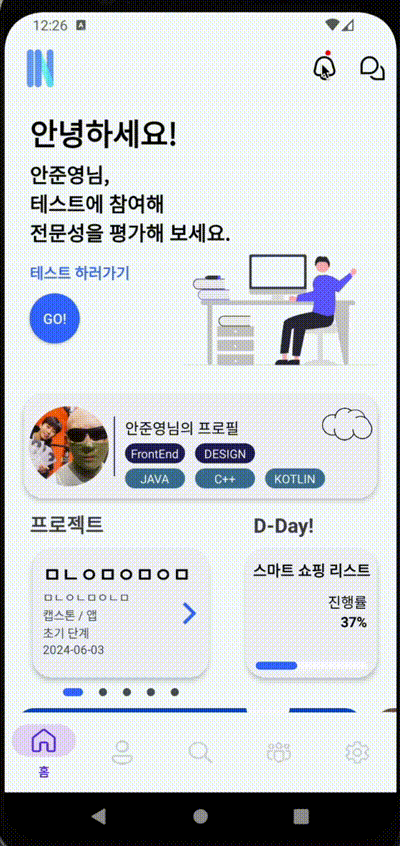 12:26 A
안녕하세요!
안준영님,
테스트에 참여해
전문성을 평가해 보세요.
테스트 하러가기
GO!
안준영님의 프로필
FrontEnd DESIGN
JAVA C++ KOTLIN
프로젝트 D-Day!
ㅁㄴㅇㅁㅇㅁㅇㅁ
ㅁㄴㅇㄴㅇㄴㅁ
캡스톤 / 앱
초기 단계
2024-06-03
스마트 쇼핑 리스트
진행률
37%
홈